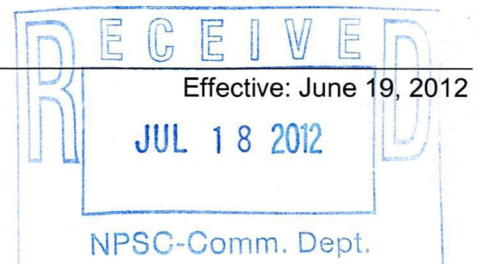 RECEIVED
Effective: June 19, 2012
JUL 18 2012
NPSC-Comm. Dept.